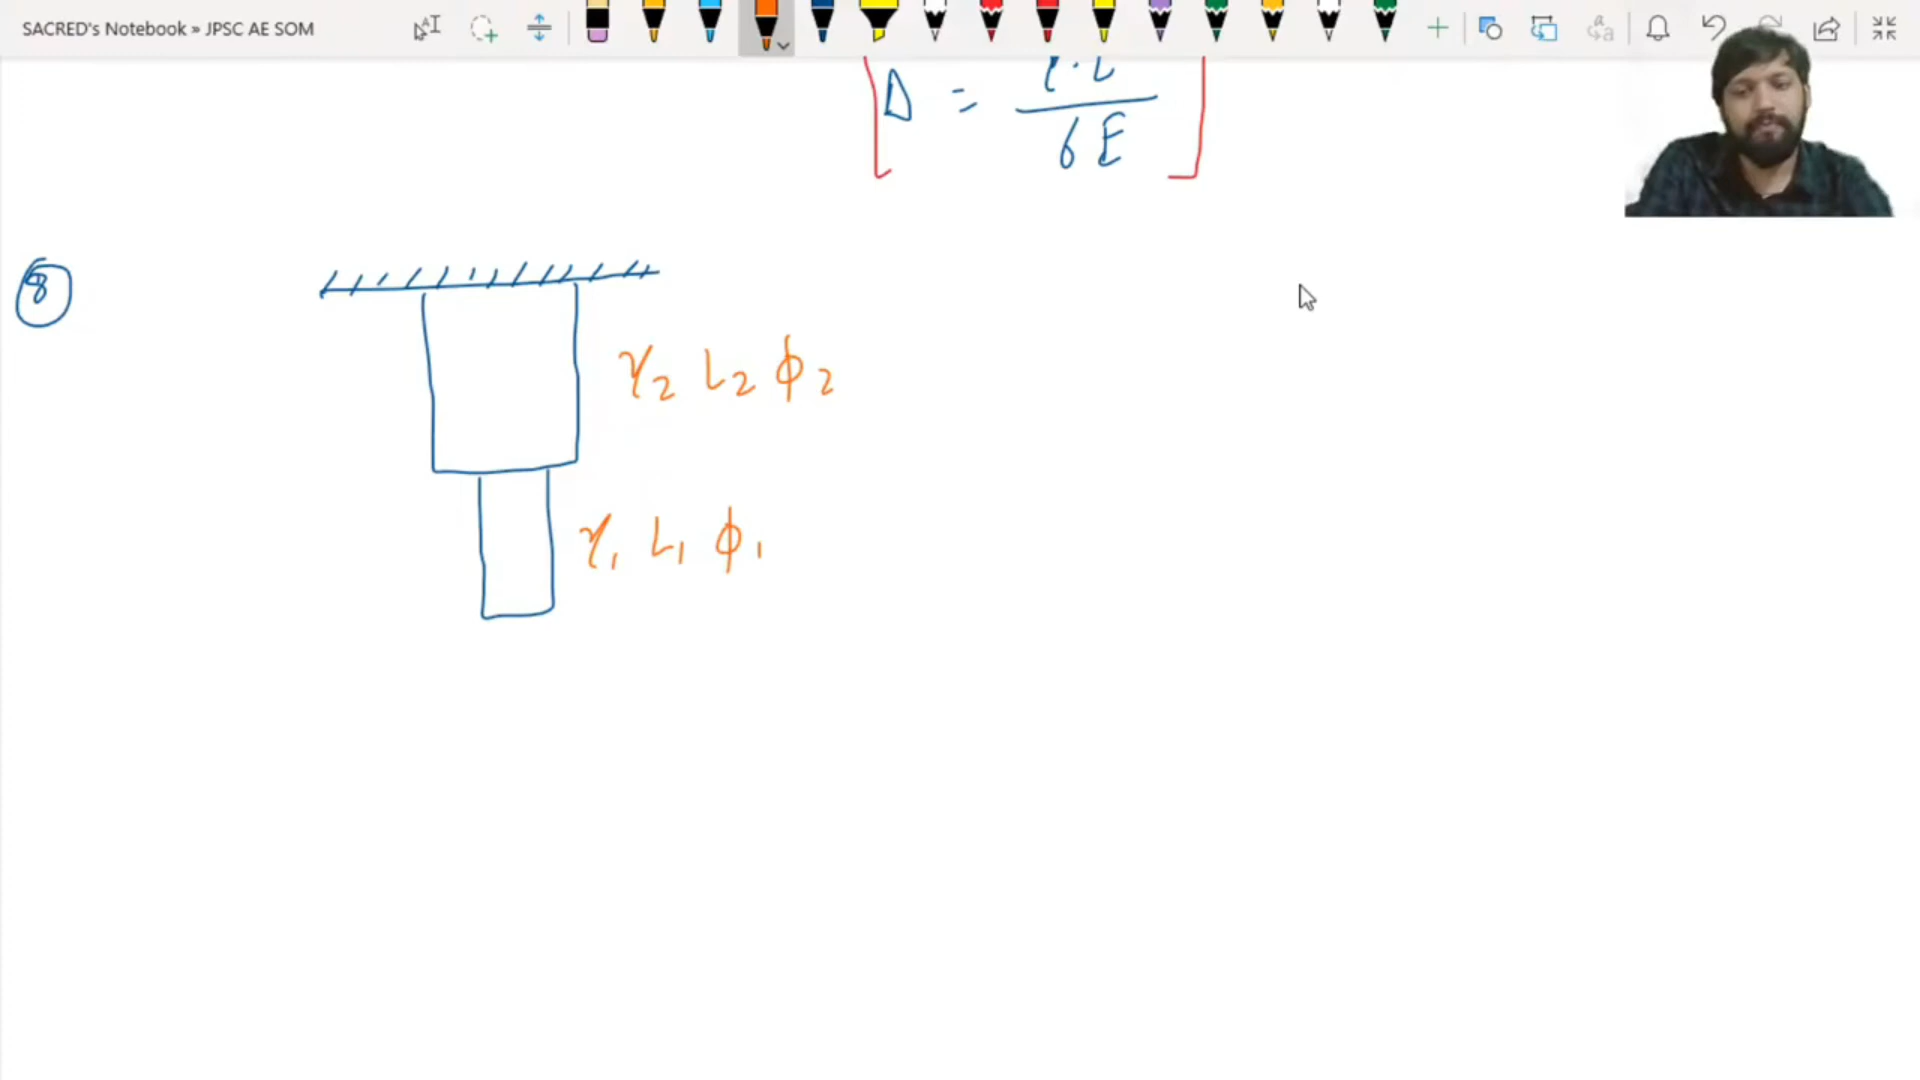 SACRED's Notebook » JPSC AE SOM
Δ = γ.L / 6E
8
γ₂ L₂ φ₂
γ₁ L₁ φ₁